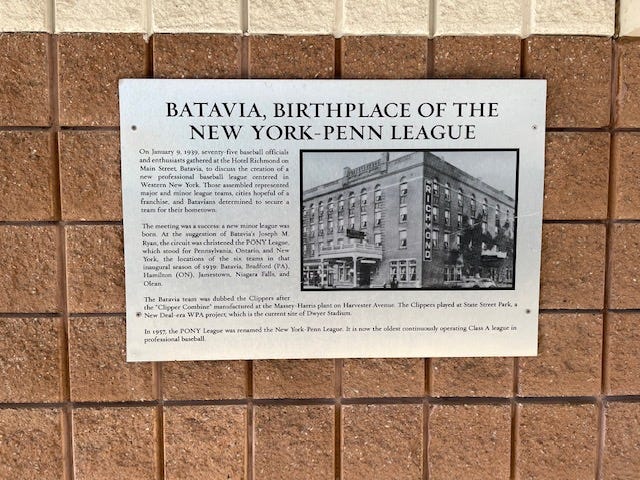 BATAVIA, BIRTHPLACE OF THE
NEW YORK-PENN LEAGUE
On January 9, 1939, seventy-five baseball officials
and enthusiasts gathered at the Hotel Richmond on
Main Street, Batavia, to discuss the creation of a
new professional baseball league centered in
Western New York. Those assembled represented
major and minor league teams, cities hopeful of a
franchise, and Batavians determined to secure a
team for their hometown.
The meeting was a success: a new minor league was
born. At the suggestion of Batavia's Joseph M.
Ryan, the circuit was christened the PONY League,
which stood for Pennsylvania, Ontario, and New
York, the locations of the six teams in that
inaugural season of 1939: Batavia, Bradford (PA),
Hamilton (ON), Jamestown, Niagara Falls, and
Olean.
The Batavia team was dubbed the Clippers after
the "Clipper Combine" manufactured at the Massey-Harris plant on Harvester Avenue. The Clippers played at State Street Park, a
New Deal-era WPA project, which is the current site of Dwyer Stadium.
In 1957, the PONY League was renamed the New York-Penn League. It is now the oldest continuously operating Class A league in
professional baseball.
RICHMOND